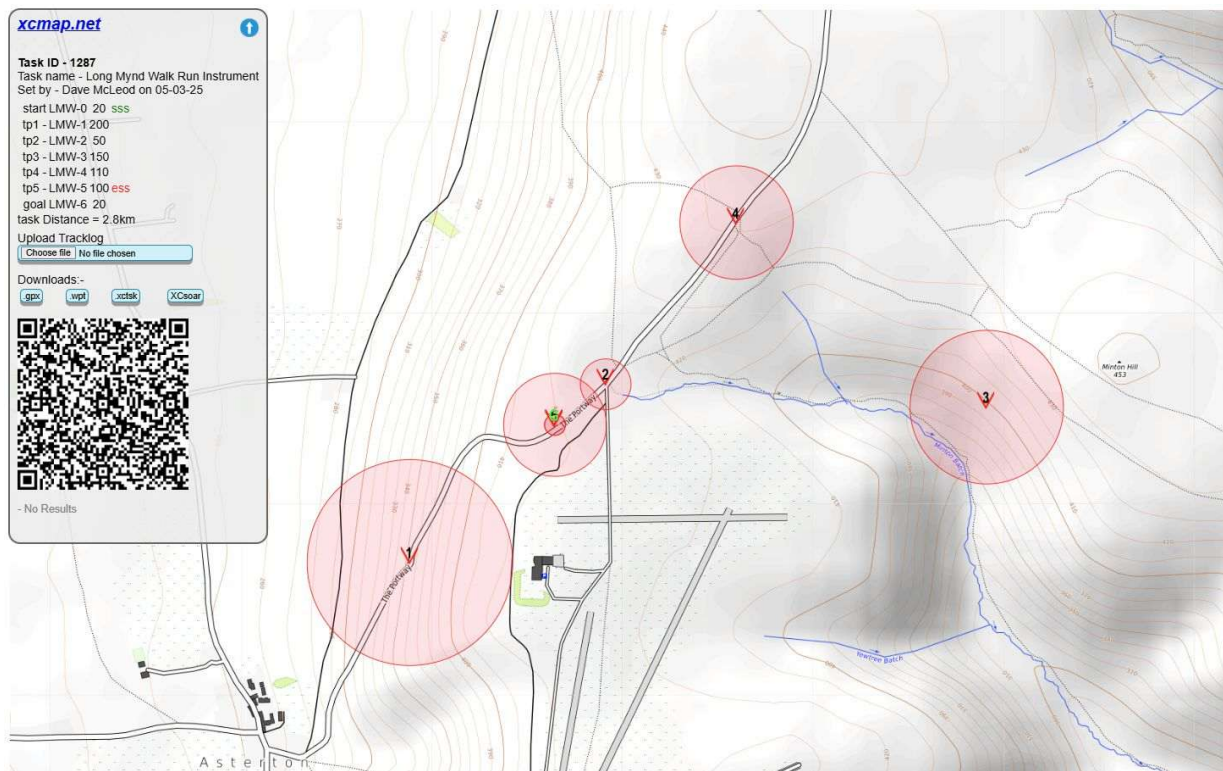 xcmap.net
Task ID - 1287
Task name - Long Mynd Walk Run Instrument
Set by - Dave McLeod on 05-03-25
start LMW-0 20 sss
tp1 - LMW-1 200
tp2 - LMW-2 50
tp3 - LMW-3 150
tp4 - LMW-4 110
tp5 - LMW-5 100 ess
goal LMW-6 20
task Distance = 2.8km
Upload Tracklog
Choose file No file chosen
Downloads:-
.gpx .wpt .xctsk XCsoar
- No Results
4
2
3
1
The Portway
The Portway
Minton Hill
453
Minton Batch
Yewtree Batch
Asterton